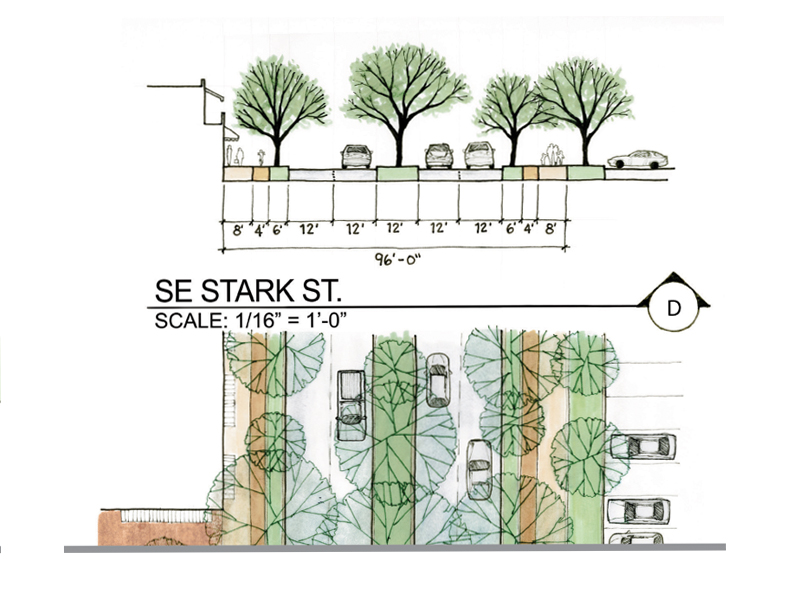 8' 4' 6' 12' 12' 12' 12' 12' 6' 4' 8'
96'-0"
SE STARK ST.
D
SCALE: 1/16" = 1'-0"